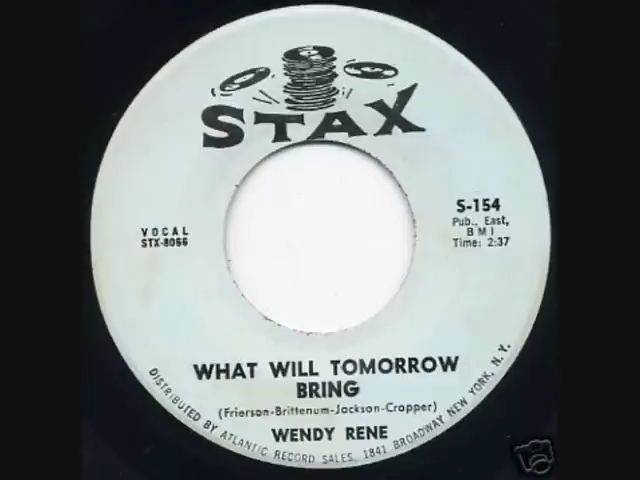 STAX
VOCAL
STX-8066
S-154
Pub., East,
BMI
Time: 2:37
WHAT WILL TOMORROW
BRING
(Frierson-Brittenum-Jackson-Cropper)
WENDY RENE
DISTRIBUTED BY ATLANTIC RECORD SALES, 1841 BROADWAY NEW YORK, N.Y.